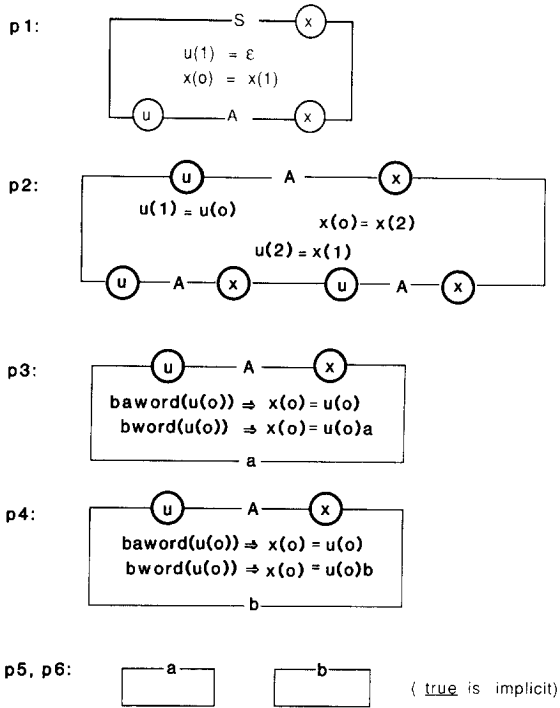 p1:
S x
u(1) = ε
x(o) = x(1)
u A x
p2:
u A x
u(1) = u(o)
x(o) = x(2)
u(2) = x(1)
u A x u A x
p3:
u A x
baword(u(o)) ⇒ x(o) = u(o)
bword(u(o)) ⇒ x(o) = u(o)a
a
p4:
u A x
baword(u(o)) ⇒ x(o) = u(o)
bword(u(o)) ⇒ x(o) = u(o)b
b
p5, p6: a b
( true is implicit)